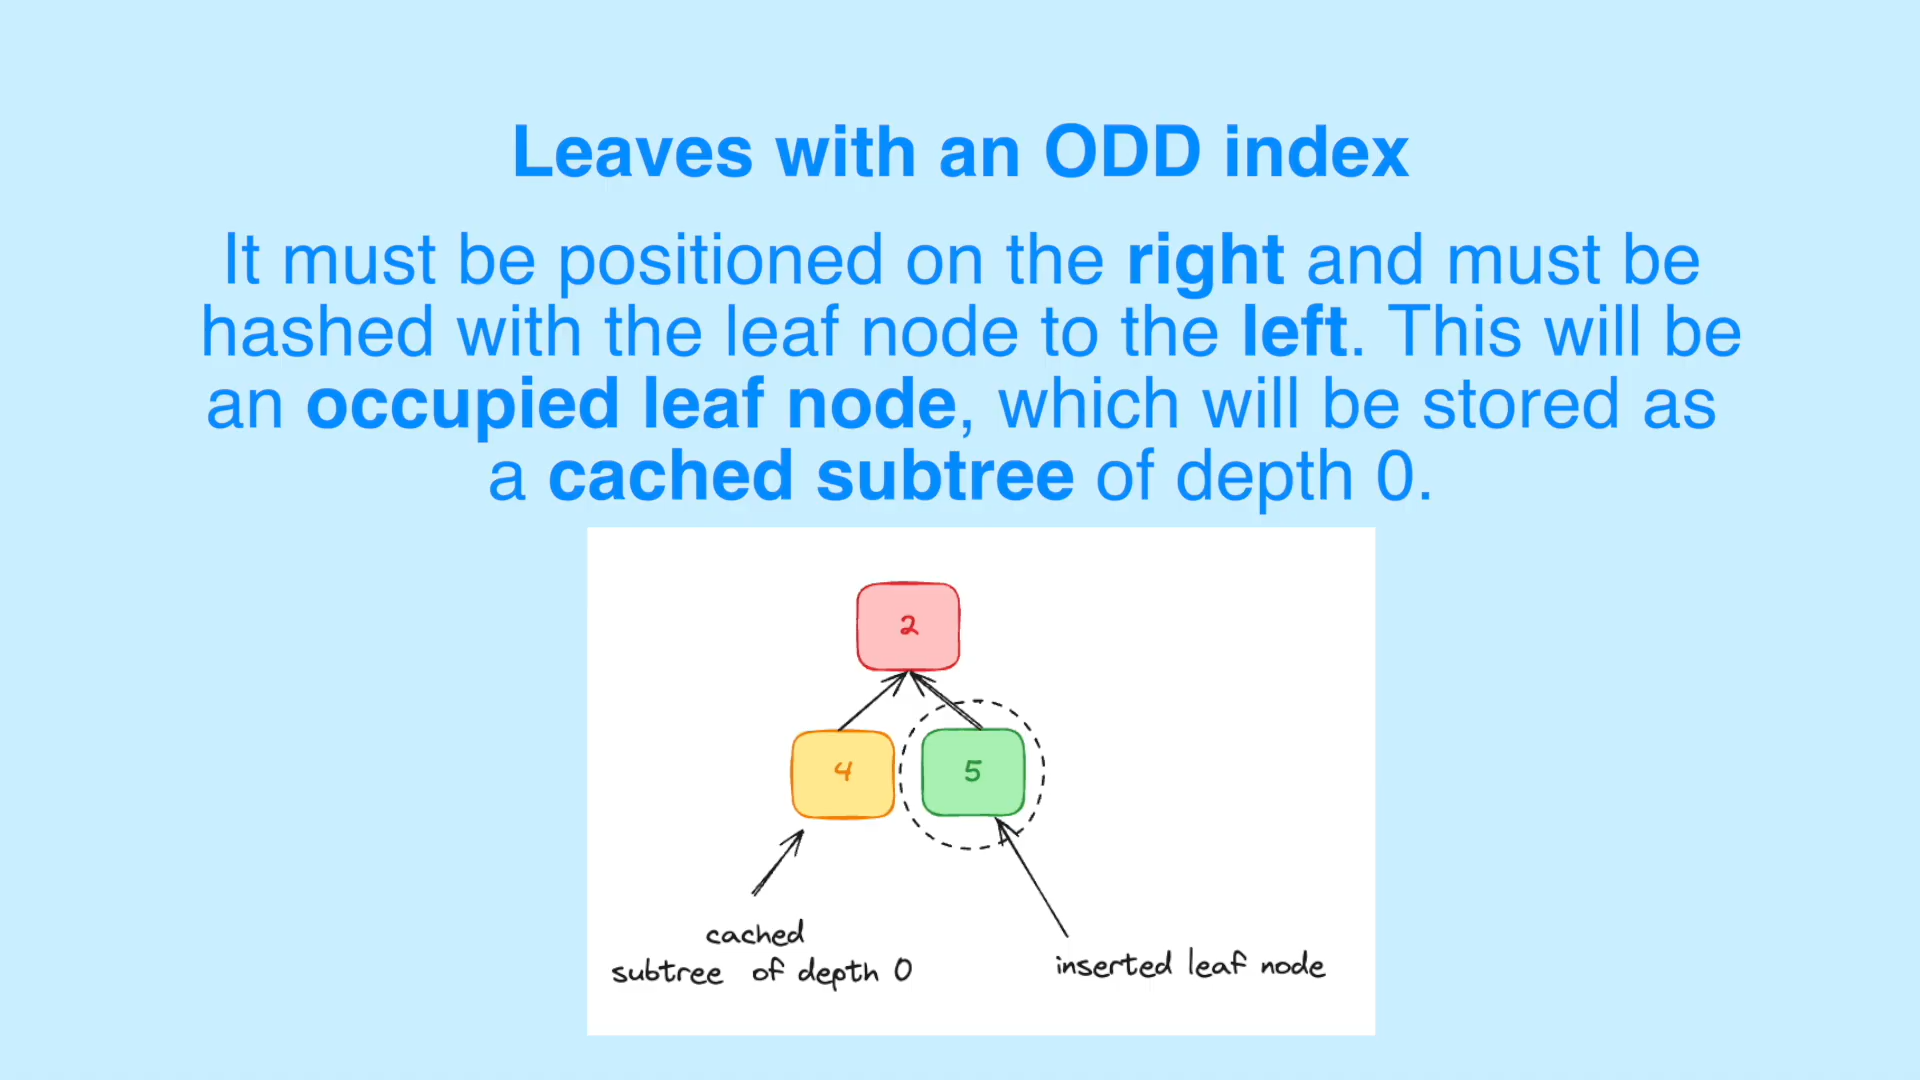 Leaves with an ODD index
It must be positioned on the right and must be
hashed with the leaf node to the left. This will be
an occupied leaf node, which will be stored as
a cached subtree of depth 0.
2
4
5
cached
subtree of depth 0
inserted leaf node